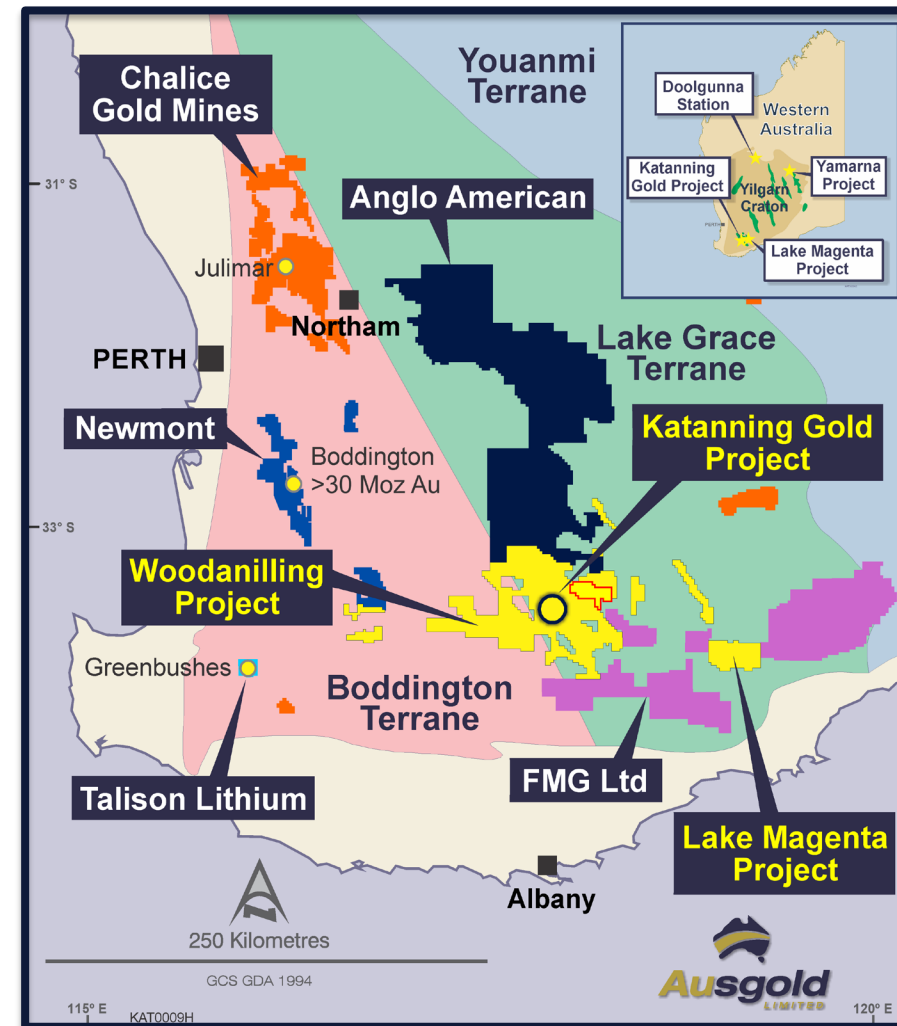 Youanmi
Terrane
Chalice
Gold Mines
Doolgunna
Station
Western
Australia
Katanning
Gold Project
Yamarna
Project
Yilgarn
Craton
PERTH
Lake Magenta
Project
31° S
Anglo American
Julimar
Northam
PERTH
Lake Grace
Terrane
Newmont
Katanning Gold
Project
Boddington
>30 Moz Au
33° S
Woodanilling
Project
Greenbushes
Boddington
Terrane
Talison Lithium
FMG Ltd
Lake Magenta
Project
Albany
250 Kilometres
GCS GDA 1994
Ausgold
LIMITED
115° E
KAT0009H
120° E